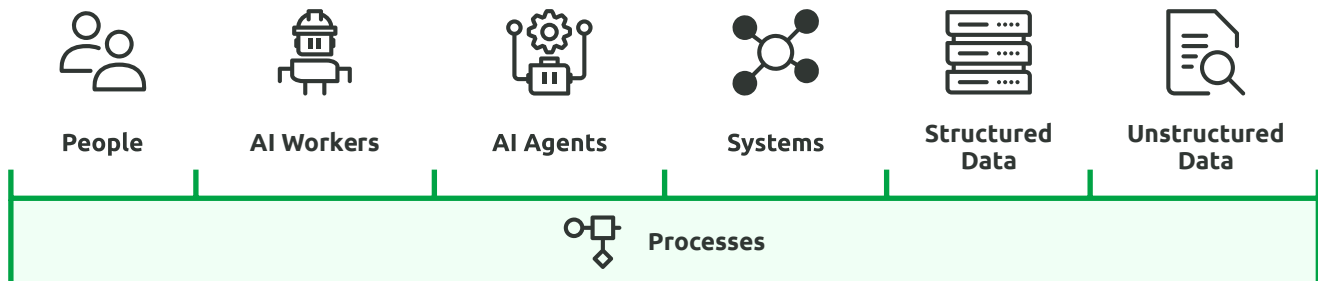 People
AI Workers
AI Agents
Systems
Structured
Data
Unstructured
Data
Processes